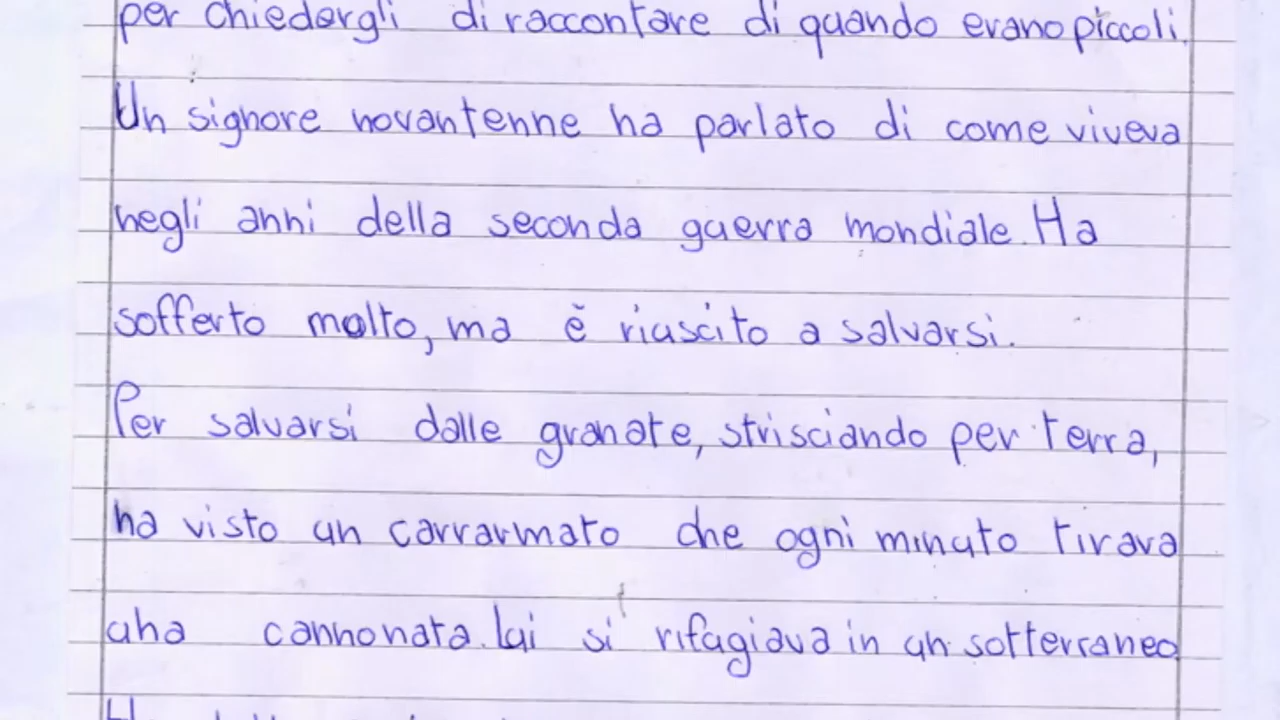 per chiedergli di raccontare di quando erano piccoli.
Un signore novantenne ha parlato di come viveva
negli anni della seconda guerra mondiale. Ha
sofferto molto, ma è riuscito a salvarsi.
Per salvarsi dalle granate, strisciando per terra,
ha visto un carrarmato che ogni minuto tirava
una cannonata. lui si rifugiava in un sotterraneo